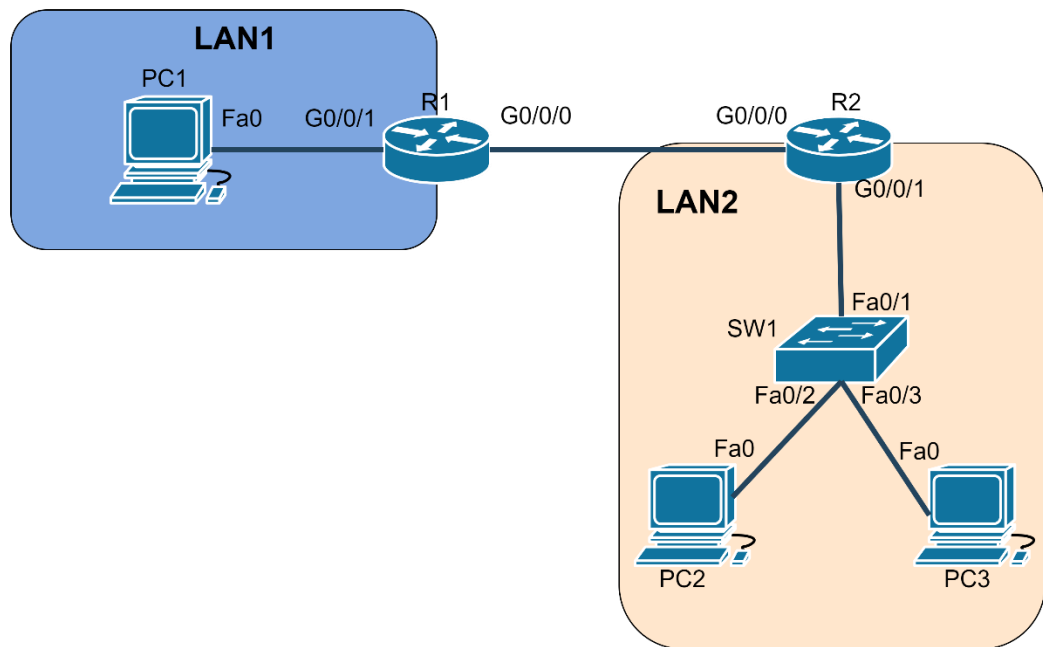 LAN1
PC1
Fa0
G0/0/1
R1
G0/0/0
G0/0/0
R2
G0/0/1
LAN2
Fa0/1
SW1
Fa0/2
Fa0/3
Fa0
Fa0
PC2
PC3